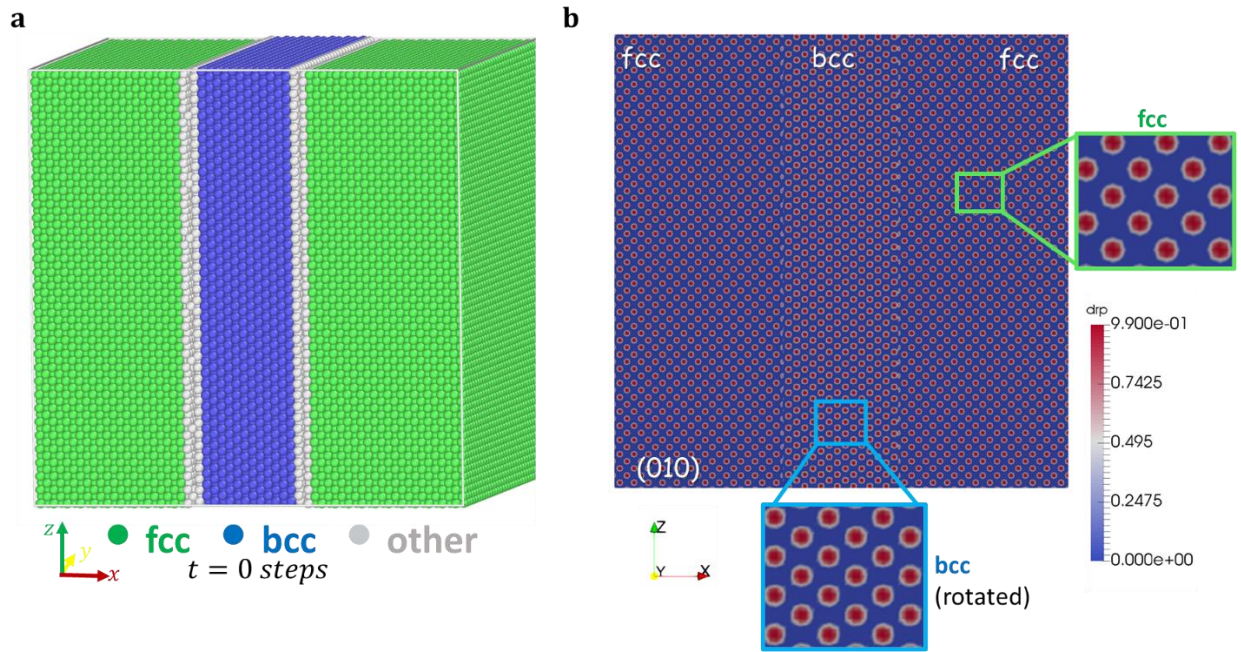 a
z
y
x
fcc
bcc
other
t = 0 steps
b
fcc
bcc
fcc
(010)
fcc
drp
9.900e-01
0.7425
0.495
0.2475
0.000e+00
Z
Y
X
bcc
(rotated)